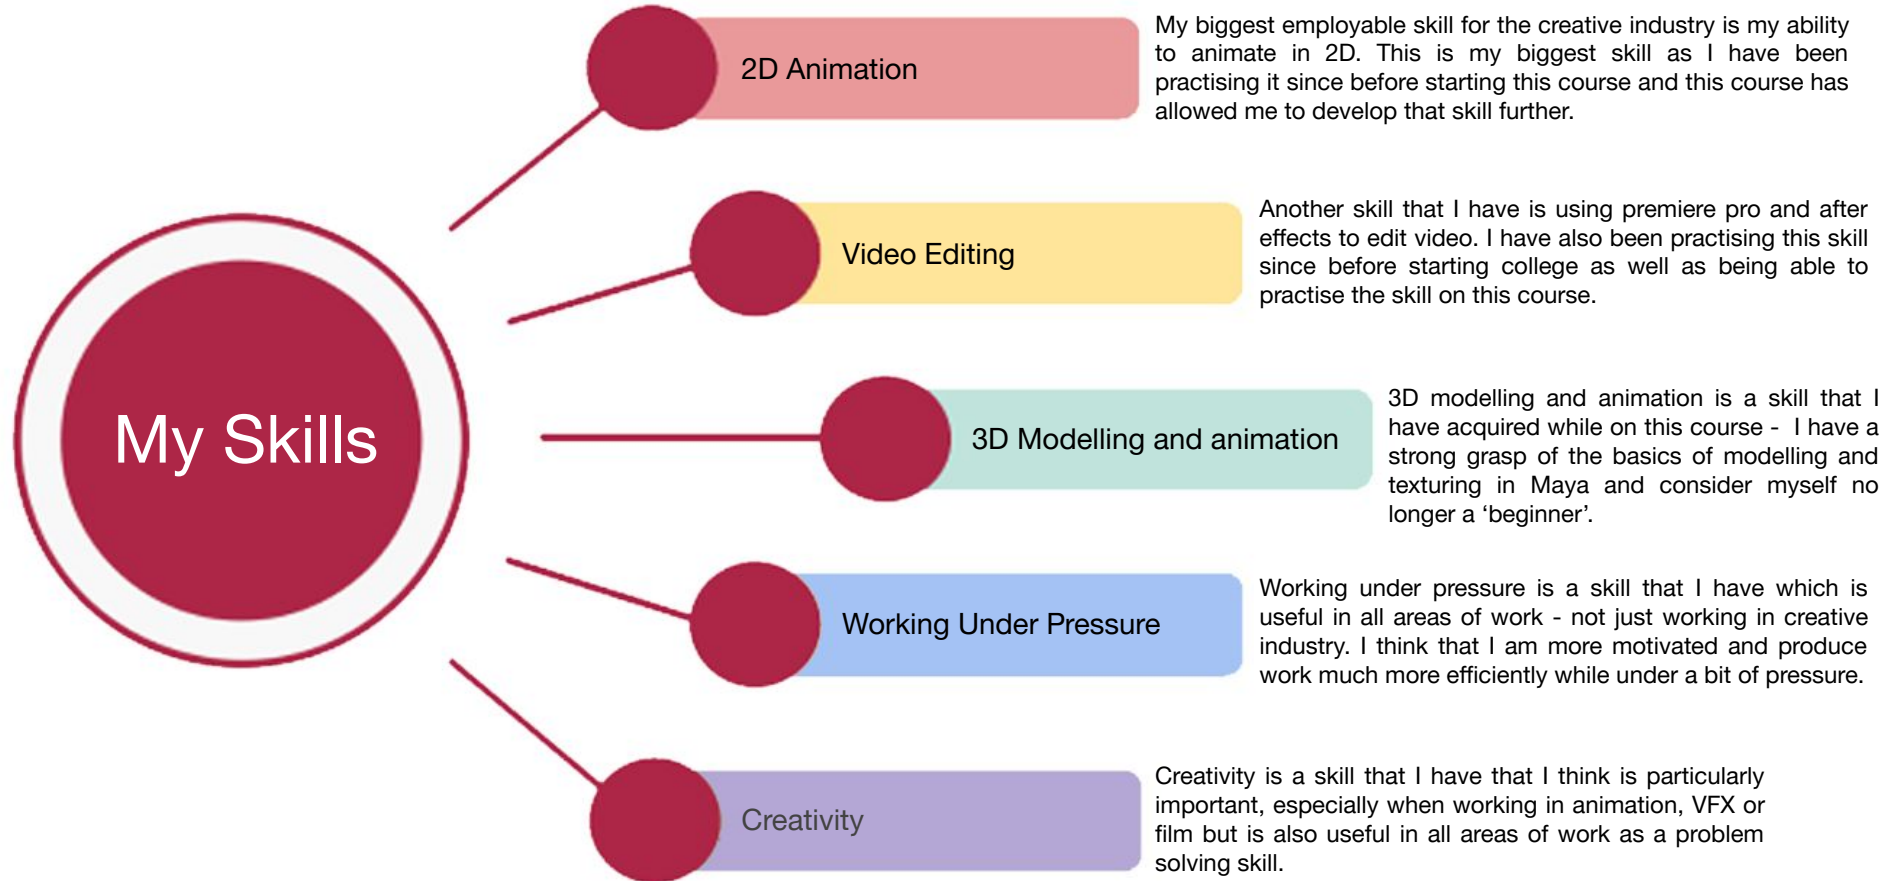 My Skills
2D Animation
My biggest employable skill for the creative industry is my ability
to animate in 2D. This is my biggest skill as I have been
practising it since before starting this course and this course has
allowed me to develop that skill further.
Video Editing
Another skill that I have is using premiere pro and after
effects to edit video. I have also been practising this skill
since before starting college as well as being able to
practise the skill on this course.
3D Modelling and animation
3D modelling and animation is a skill that I
have acquired while on this course - I have a
strong grasp of the basics of modelling and
texturing in Maya and consider myself no
longer a ‘beginner’.
Working Under Pressure
Working under pressure is a skill that I have which is
useful in all areas of work - not just working in creative
industry. I think that I am more motivated and produce
work much more efficiently while under a bit of pressure.
Creativity
Creativity is a skill that I have that I think is particularly
important, especially when working in animation, VFX or
film but is also useful in all areas of work as a problem
solving skill.